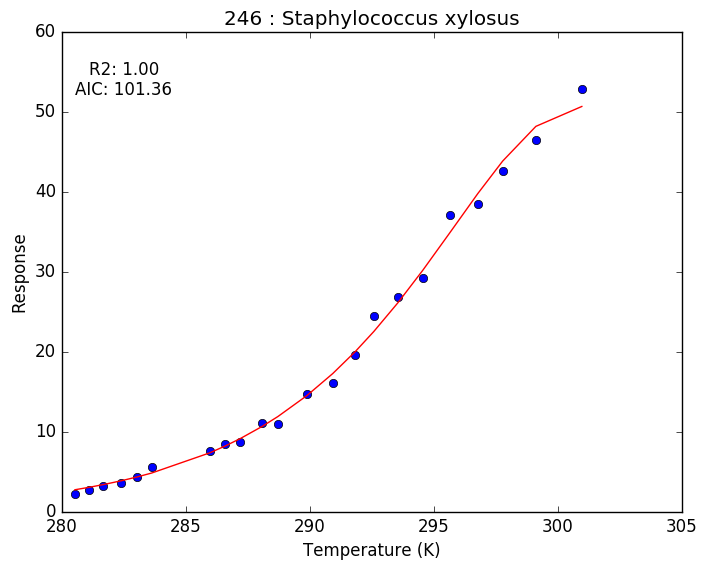 246 : Staphylococcus xylosus
R2: 1.00
AIC: 101.36
60
50
40
30
20
10
0
Response
280
285
290
295
300
305
Temperature (K)